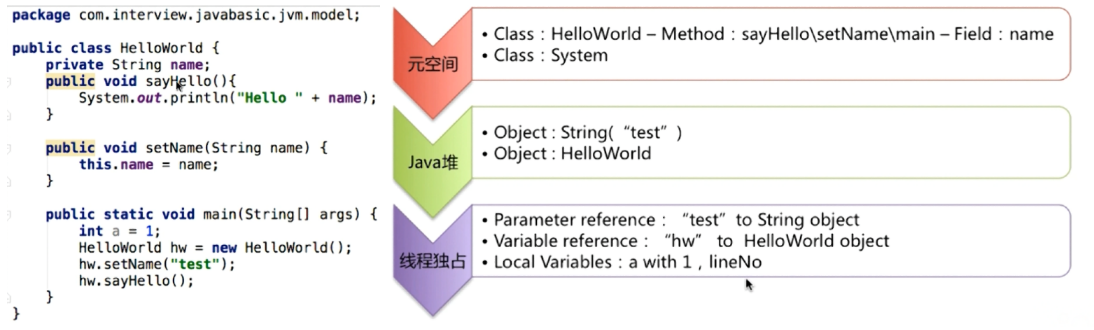 package com.interview.javabasic.jvm.model;
public class HelloWorld {
private String name;
public void sayHello(){
System.out.println("Hello " + name);
}
public void setName(String name) {
this.name = name;
}
public static void main(String[] args) {
int a = 1;
HelloWorld hw = new HelloWorld();
hw.setName("test");
hw.sayHello();
}
}
元空间
• Class : HelloWorld – Method : sayHello\setName\main – Field : name
• Class : System
Java堆
• Object : String(“test”)
• Object : HelloWorld
线程独占
• Parameter reference : “test” to String object
• Variable reference : “hw” to HelloWorld object
• Local Variables : a with 1 , lineNo